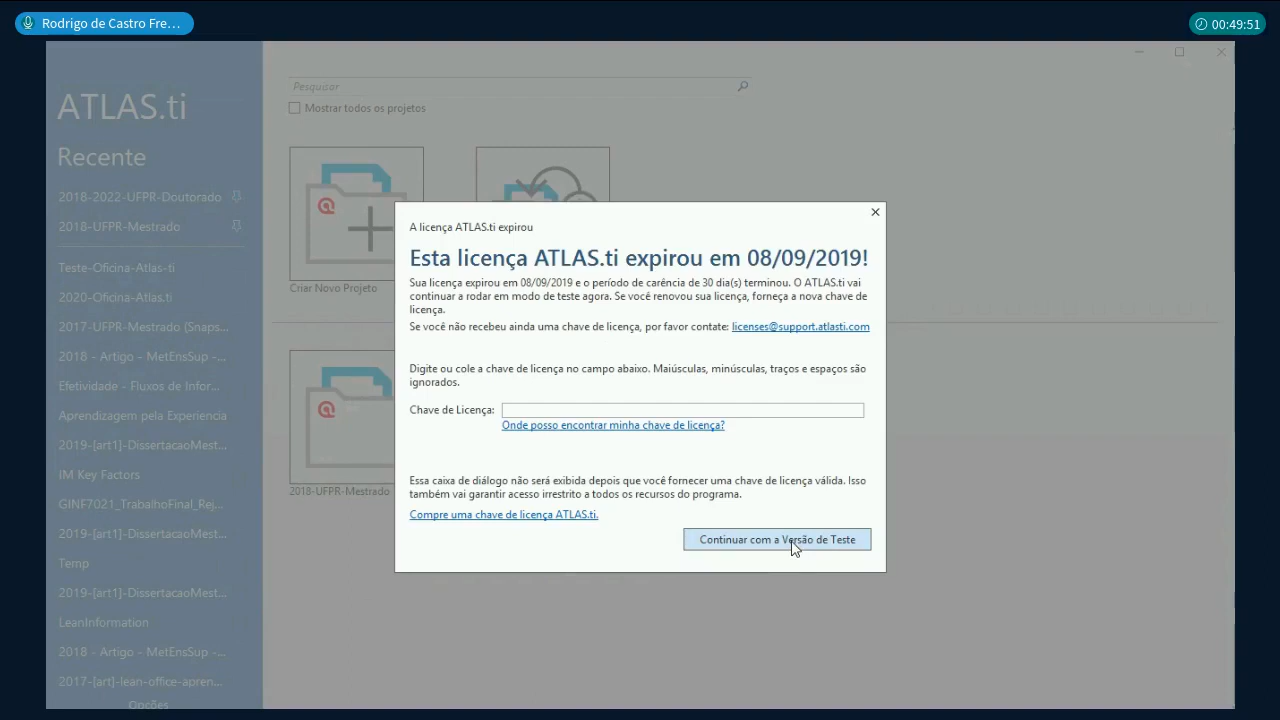 Rodrigo de Castro Fre...
00:49:51
ATLAS.ti
Recente
2018-2022-UFPR-Doutorado
2018-UFPR-Mestrado
Teste-Oficina-Atlas-ti
2020-Oficina-Atlas.ti
2017-UFPR-Mestrado (Snaps...
2018 - Artigo - MetEnsSup -...
Efetividade - Fluxos de Infor...
Aprendizagem pela Experiencia
2019-[art1]-DissertacaoMest...
IM Key Factors
GINF7021_TrabalhoFinal_Rej...
2019-[art1]-DissertacaoMest...
Temp
2019-[art1]-DissertacaoMest...
LeanInformation
2018 - Artigo - MetEnsSup -...
2017-[art]-lean-office-apren...
Opções
Pesquisar
Mostrar todos os projetos
Criar Novo Projeto
2018-UFPR-Mestrado
A licença ATLAS.ti expirou
Esta licença ATLAS.ti expirou em 08/09/2019!
Sua licença expirou em 08/09/2019 e o período de carência de 30 dia(s) terminou. O ATLAS.ti vai
continuar a rodar em modo de teste agora. Se você renovou sua licença, forneça a nova chave de
licença.
Se você não recebeu ainda uma chave de licença, por favor contate: licenses@support.atlasti.com
Digite ou cole a chave de licença no campo abaixo. Maiúsculas, minúsculas, traços e espaços são
ignorados.
Chave de Licença:
Onde posso encontrar minha chave de licença?
Essa caixa de diálogo não será exibida depois que você fornecer uma chave de licença válida. Isso
também vai garantir acesso irrestrito a todos os recursos do programa.
Compre uma chave de licença ATLAS.ti.
Continuar com a Versão de Teste